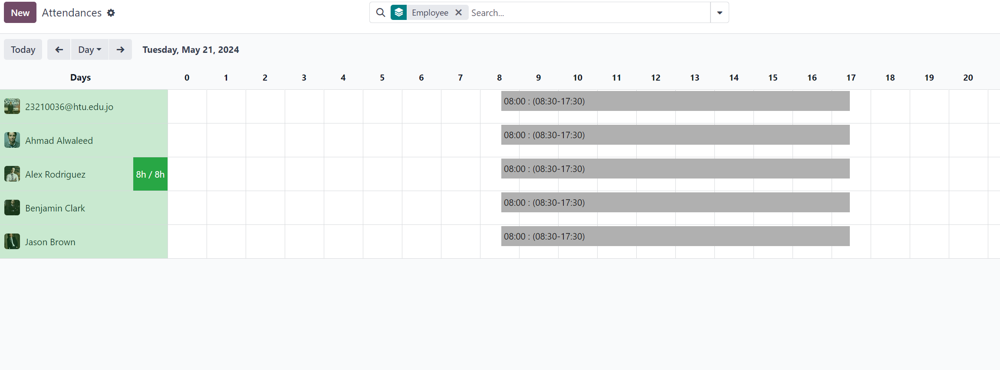 New Attendances Employee Search...
Today Day Tuesday, May 21, 2024
Days 0 1 2 3 4 5 6 7 8 9 10 11 12 13 14 15 16 17 18 19 20
23210036@htu.edu.jo 08:00 : (08:30-17:30)
Ahmad Alwaleed 08:00 : (08:30-17:30)
Alex Rodriguez 8h / 8h 08:00 : (08:30-17:30)
Benjamin Clark 08:00 : (08:30-17:30)
Jason Brown 08:00 : (08:30-17:30)